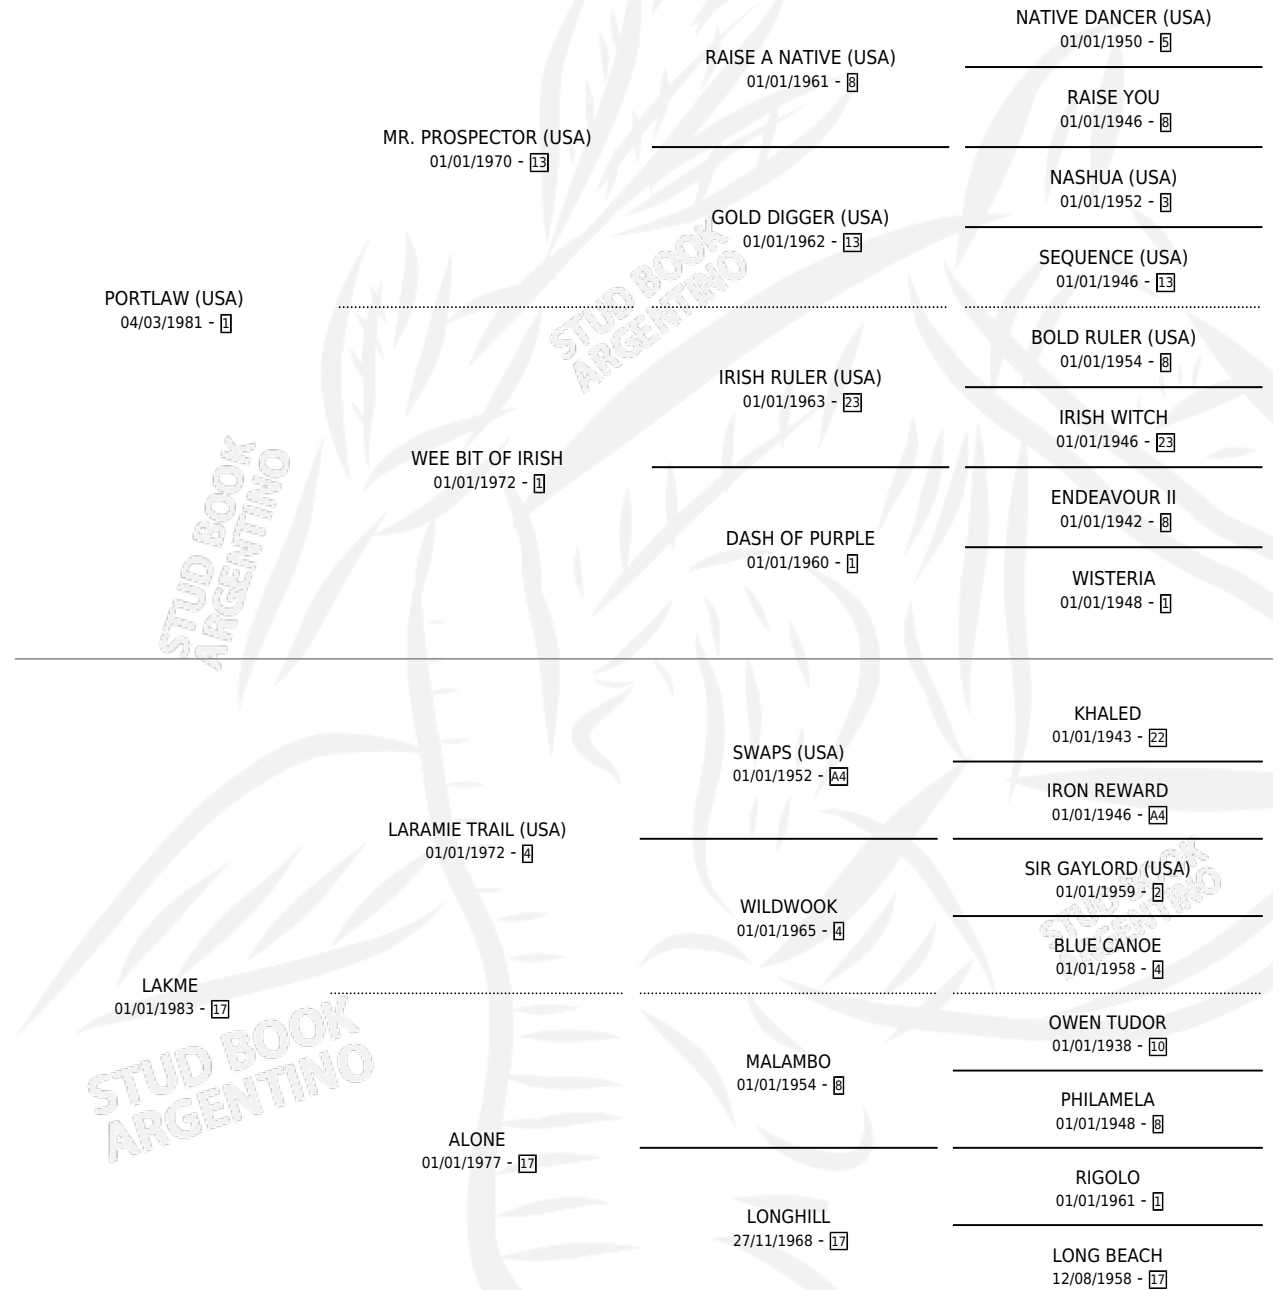 NATIVE DANCER (USA)
01/01/1950 - 5
RAISE A NATIVE (USA)
01/01/1961 - 8
RAISE YOU
01/01/1946 - 8
MR. PROSPECTOR (USA)
01/01/1970 - 13
NASHUA (USA)
01/01/1952 - 3
GOLD DIGGER (USA)
01/01/1962 - 13
SEQUENCE (USA)
01/01/1946 - 13
PORTLAW (USA)
04/03/1981 - 1
STUD BOOK
ARGENTINO
BOLD RULER (USA)
01/01/1954 - 8
IRISH RULER (USA)
01/01/1963 - 23
IRISH WITCH
01/01/1946 - 23
WEE BIT OF IRISH
01/01/1972 - 1
ENDEAVOUR II
01/01/1942 - 8
DASH OF PURPLE
01/01/1960 - 1
WISTERIA
01/01/1948 - 1
STUD BOOK
ARGENTINO
KHALED
01/01/1943 - 22
SWAPS (USA)
01/01/1952 - A4
IRON REWARD
01/01/1946 - A4
LARAMIE TRAIL (USA)
01/01/1972 - 4
SIR GAYLORD (USA)
01/01/1959 - 2
WILDWOOK
01/01/1965 - 4
STUD BOOK
ARGENTINO
BLUE CANOE
01/01/1958 - 4
LAKME
01/01/1983 - 17
STUD BOOK
ARGENTINO
OWEN TUDOR
01/01/1938 - 10
MALAMBO
01/01/1954 - 8
PHILAMELA
01/01/1948 - 8
ALONE
01/01/1977 - 17
RIGOLO
01/01/1961 - 1
LONGHILL
27/11/1968 - 17
LONG BEACH
12/08/1958 - 17